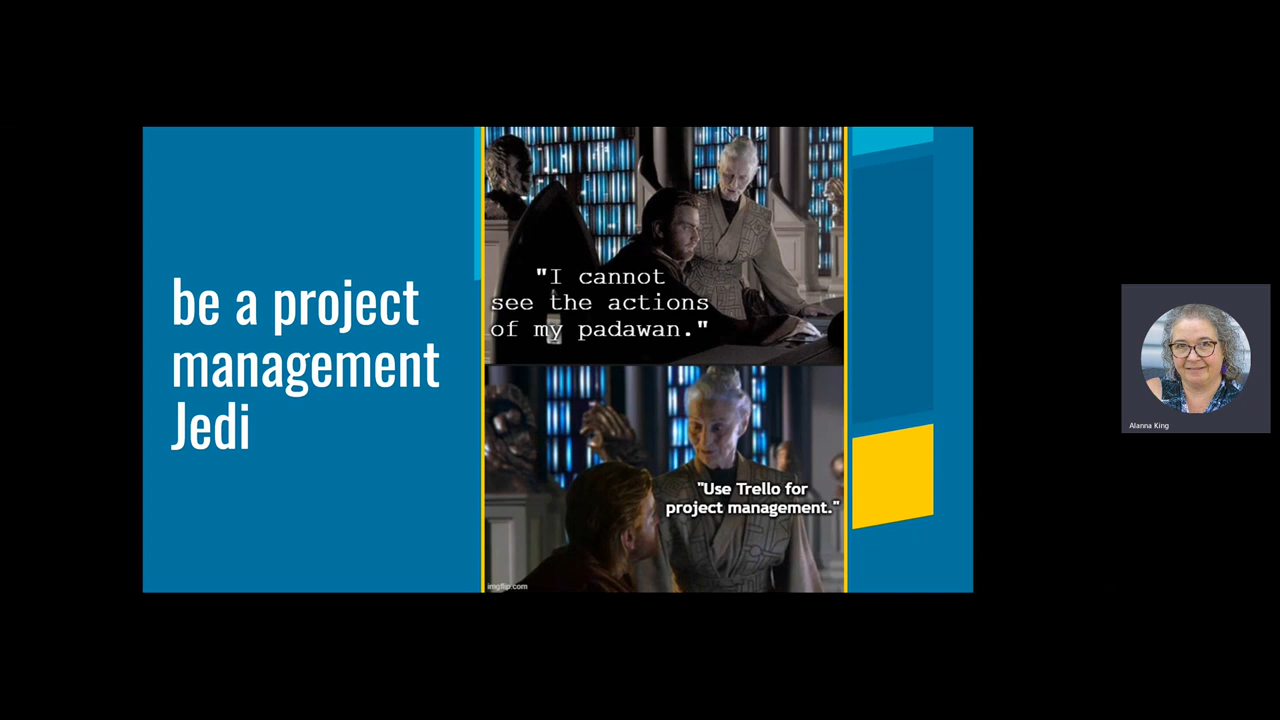 be a project
management
Jedi
"I cannot
see the actions
of my padawan."
"Use Trello for
project management."
imgflip.com
Alanna King